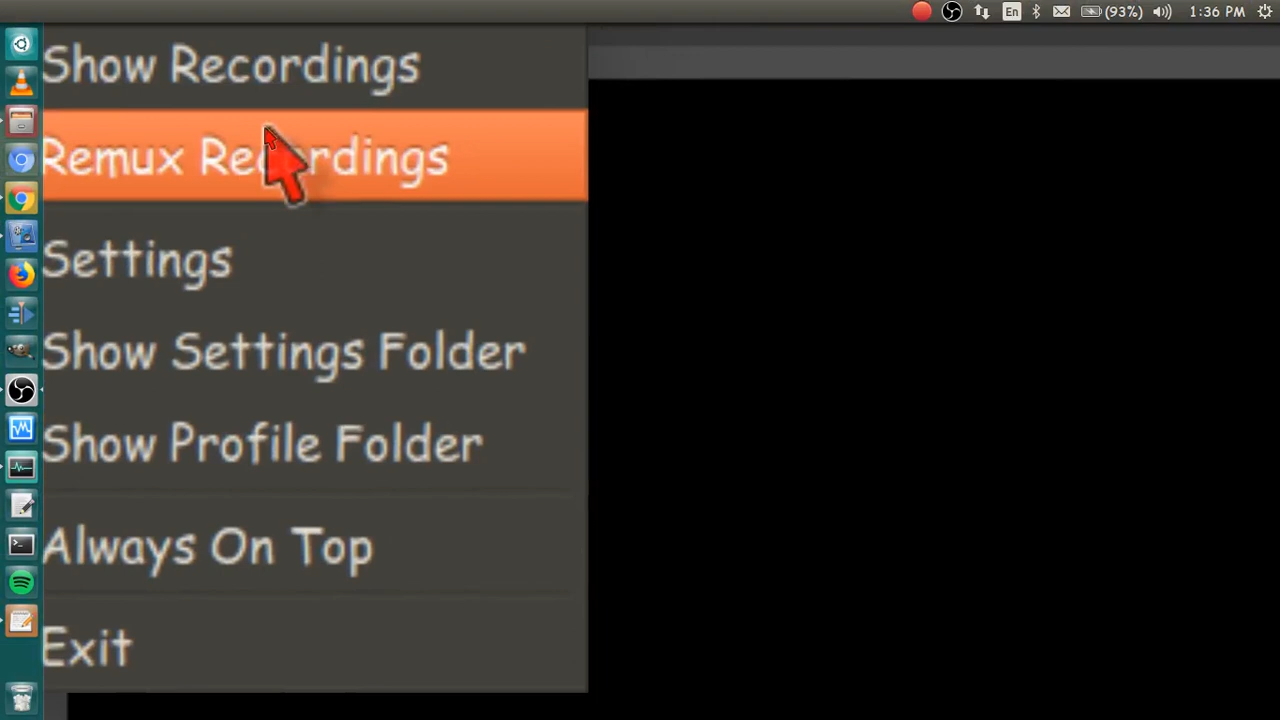 En
(93%)
1:36 PM
Show Recordings
Remux Recordings
Settings
Show Settings Folder
Show Profile Folder
Always On Top
Exit